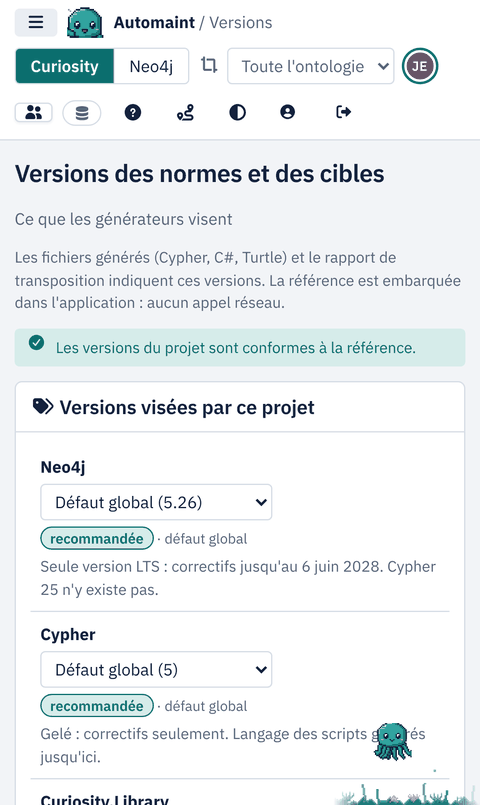 Automaint / Versions
Curiosity Neo4j Toute l'ontologie JE
Versions des normes et des cibles
Ce que les générateurs visent
Les fichiers générés (Cypher, C#, Turtle) et le rapport de
transposition indiquent ces versions. La référence est embarquée
dans l'application : aucun appel réseau.
Les versions du projet sont conformes à la référence.
Versions visées par ce projet
Neo4j
Défaut global (5.26)
recommandée · défaut global
Seule version LTS : correctifs jusqu'au 6 juin 2028. Cypher
25 n'y existe pas.
Cypher
Défaut global (5)
recommandée · défaut global
Gelé : correctifs seulement. Langage des scripts
jusqu'ici.
Curiosity Library